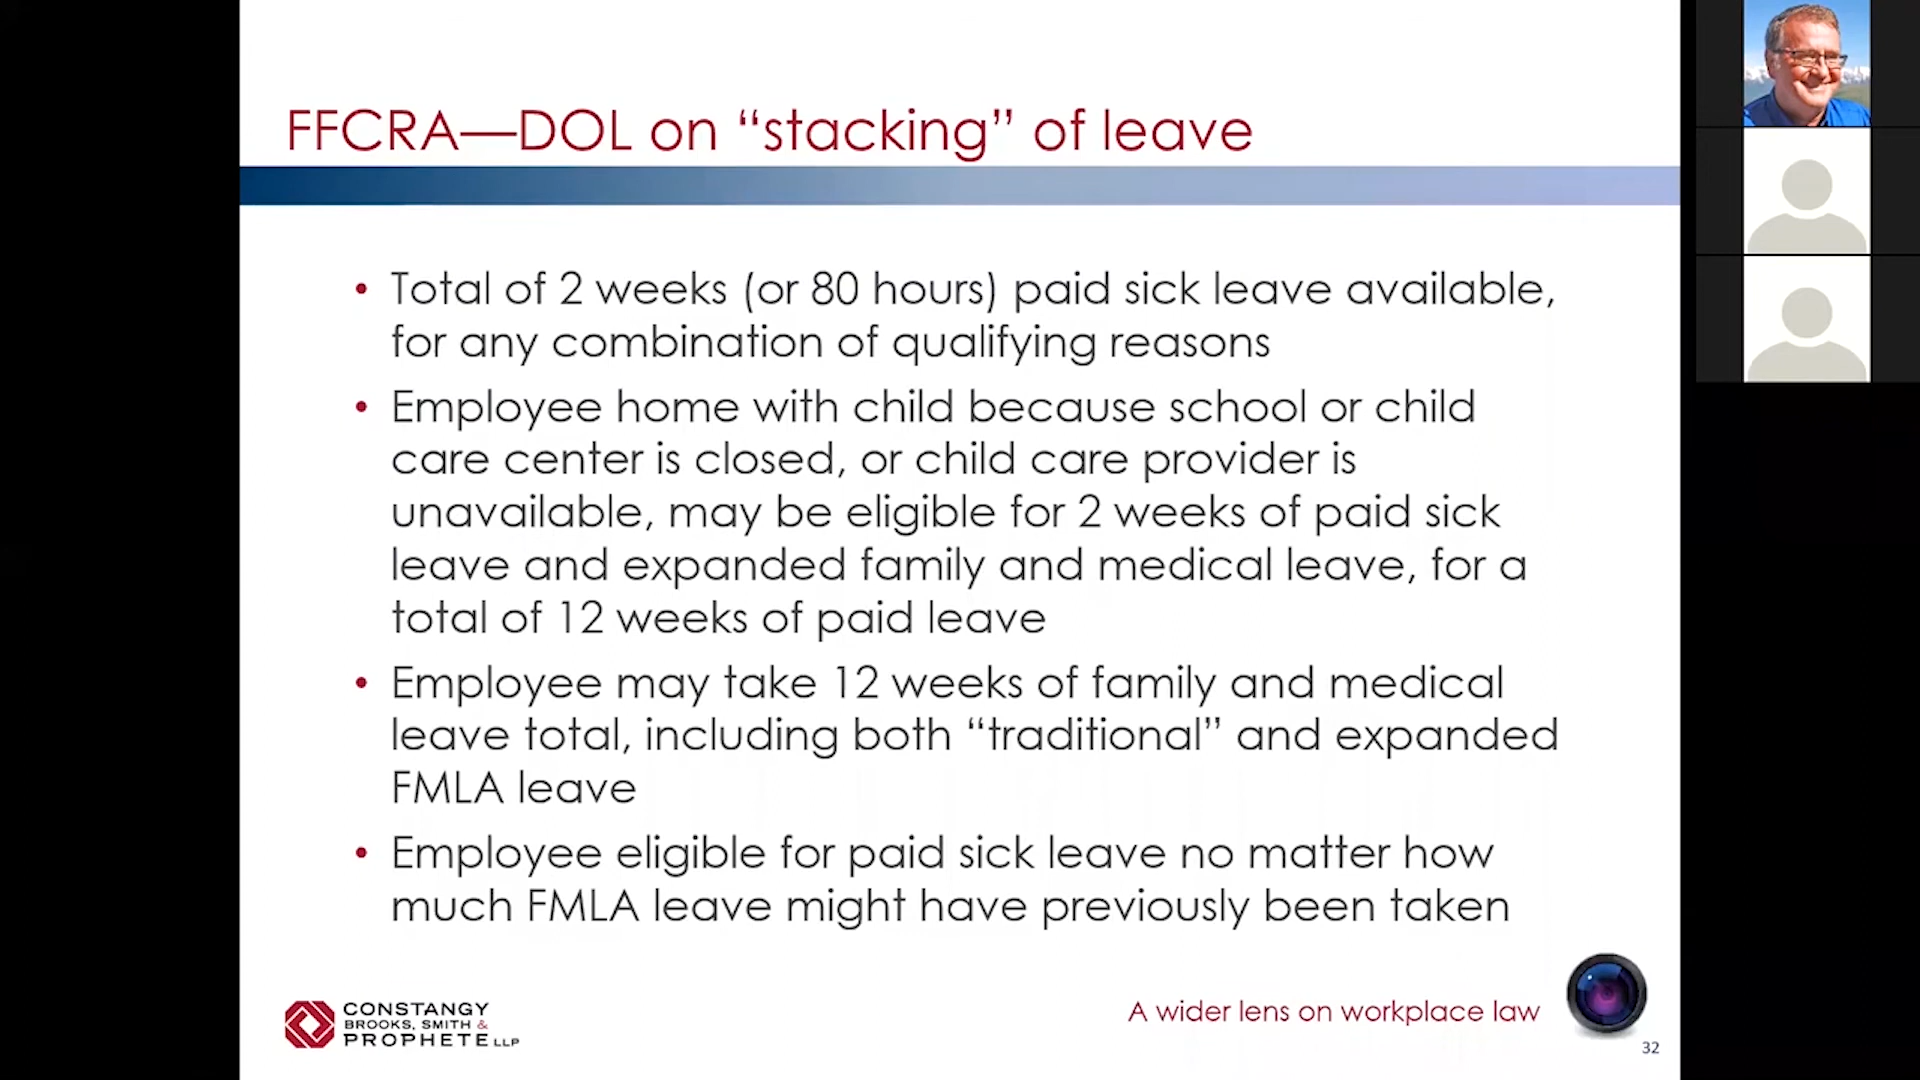 FFCRA—DOL on “stacking” of leave
• Total of 2 weeks (or 80 hours) paid sick leave available,
for any combination of qualifying reasons
• Employee home with child because school or child
care center is closed, or child care provider is
unavailable, may be eligible for 2 weeks of paid sick
leave and expanded family and medical leave, for a
total of 12 weeks of paid leave
• Employee may take 12 weeks of family and medical
leave total, including both “traditional” and expanded
FMLA leave
• Employee eligible for paid sick leave no matter how
much FMLA leave might have previously been taken
CONSTANGY
BROOKS, SMITH &
PROPHETE LLP
A wider lens on workplace law
32